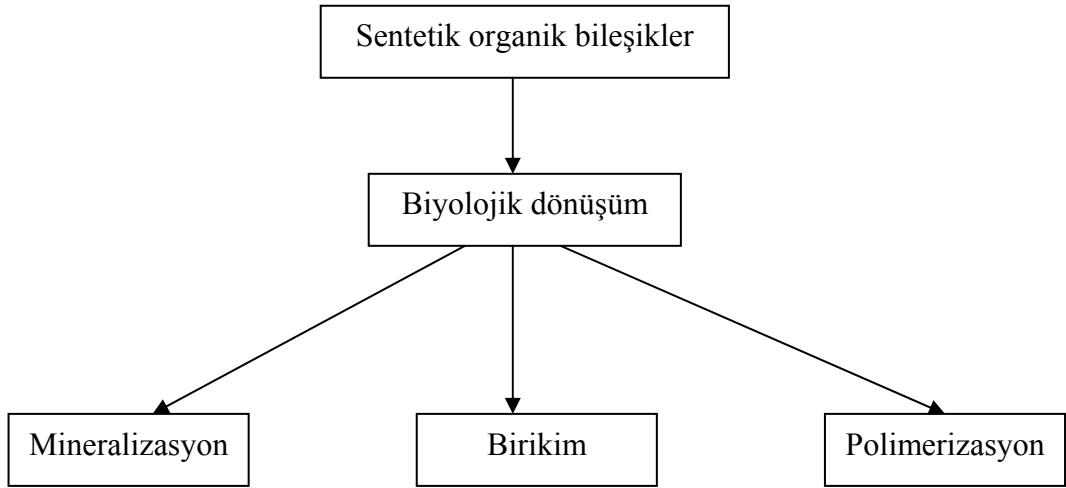 Sentetik organik bileşikler
Biyolojik dönüşüm
Mineralizasyon
Birikim
Polimerizasyon